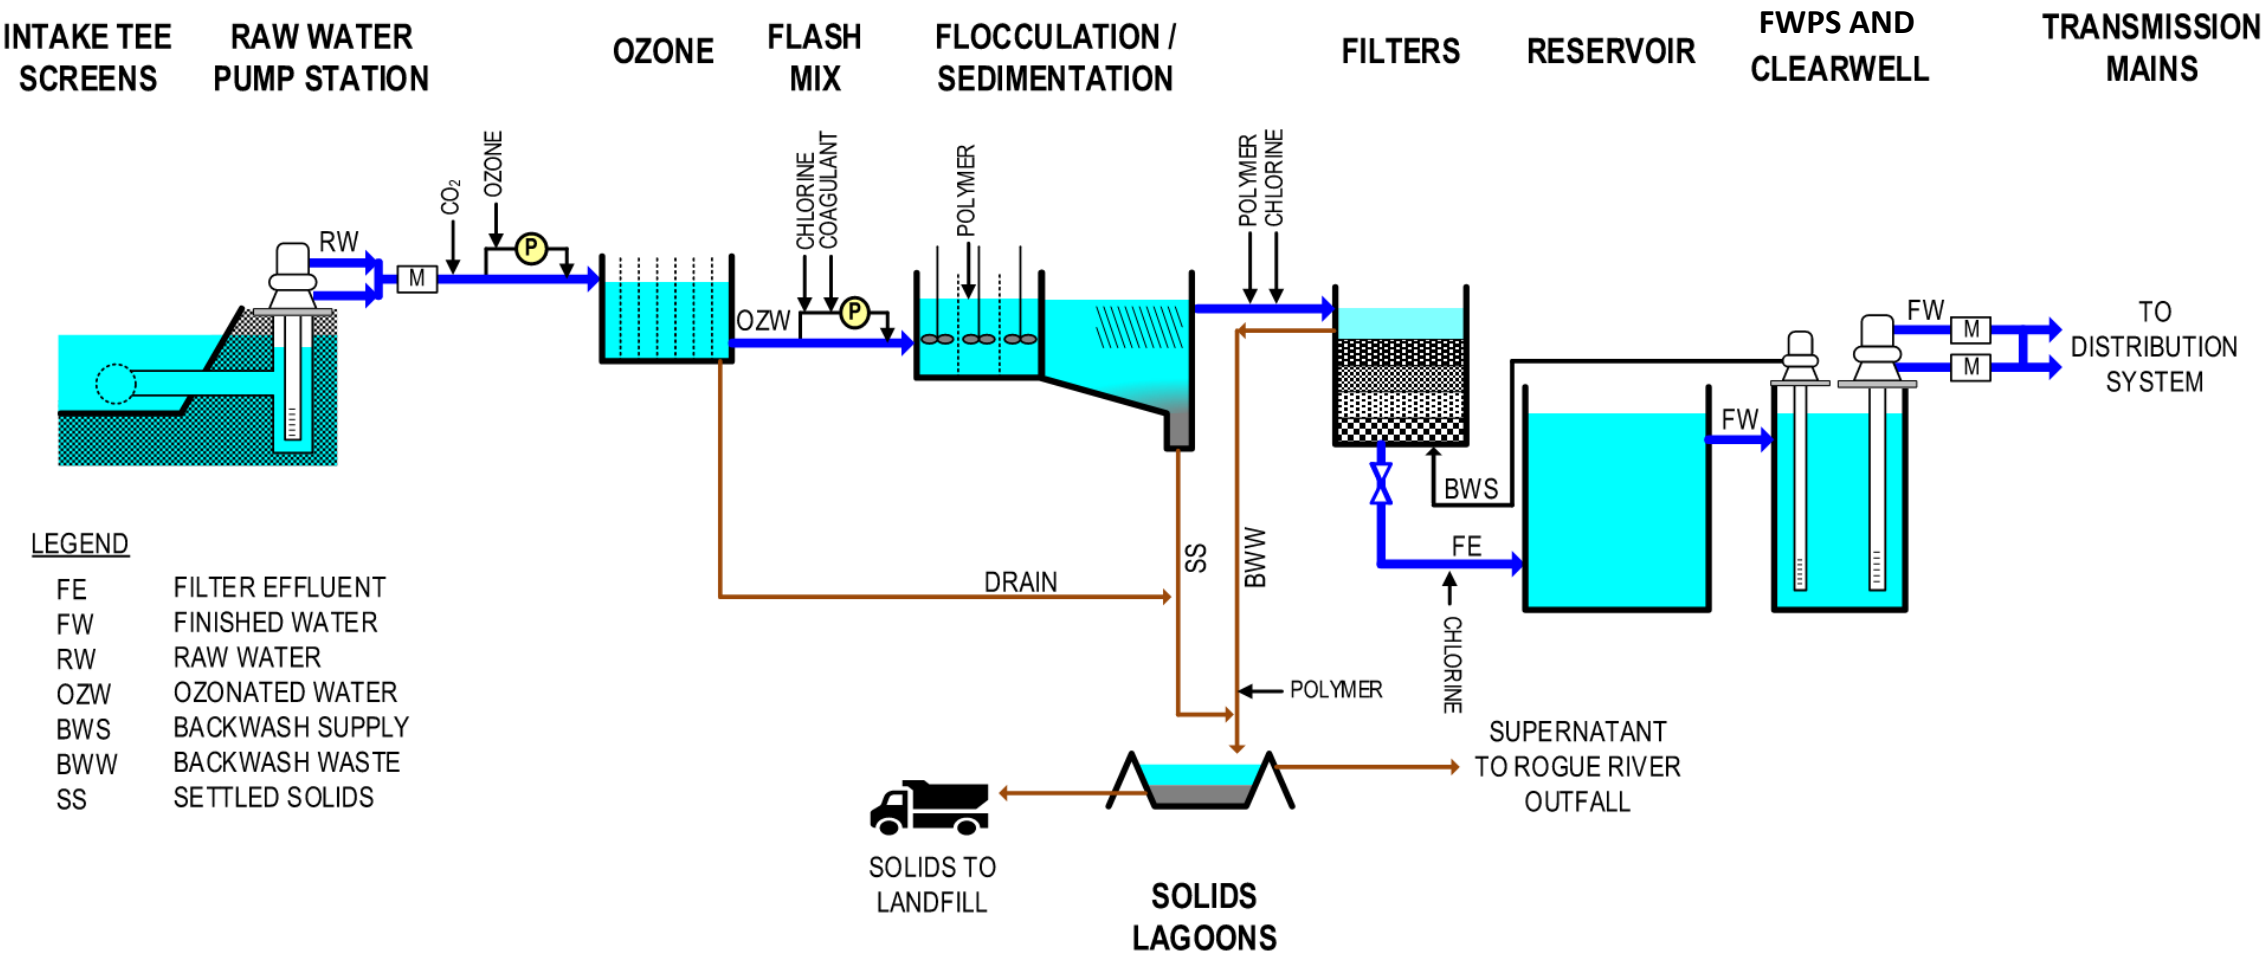 INTAKE TEE
SCREENS
RAW WATER
PUMP STATION
OZONE
FLASH
MIX
FLOCCULATION /
SEDIMENTATION
FILTERS
RESERVOIR
FWPS AND
CLEARWELL
TRANSMISSION
MAINS
RW
M
CO2
OZONE
P
OZW
CHLORINE
COAGULANT
P
POLYMER
POLYMER
CHLORINE
BWS
FE
CHLORINE
FW
FW
M
M
TO
DISTRIBUTION
SYSTEM
DRAIN
SS
BWW
POLYMER
SUPERNATANT
TO ROGUE RIVER
OUTFALL
SOLIDS TO
LANDFILL
SOLIDS
LAGOONS
LEGEND
FE FILTER EFFLUENT
FW FINISHED WATER
RW RAW WATER
OZW OZONATED WATER
BWS BACKWASH SUPPLY
BWW BACKWASH WASTE
SS SETTLED SOLIDS